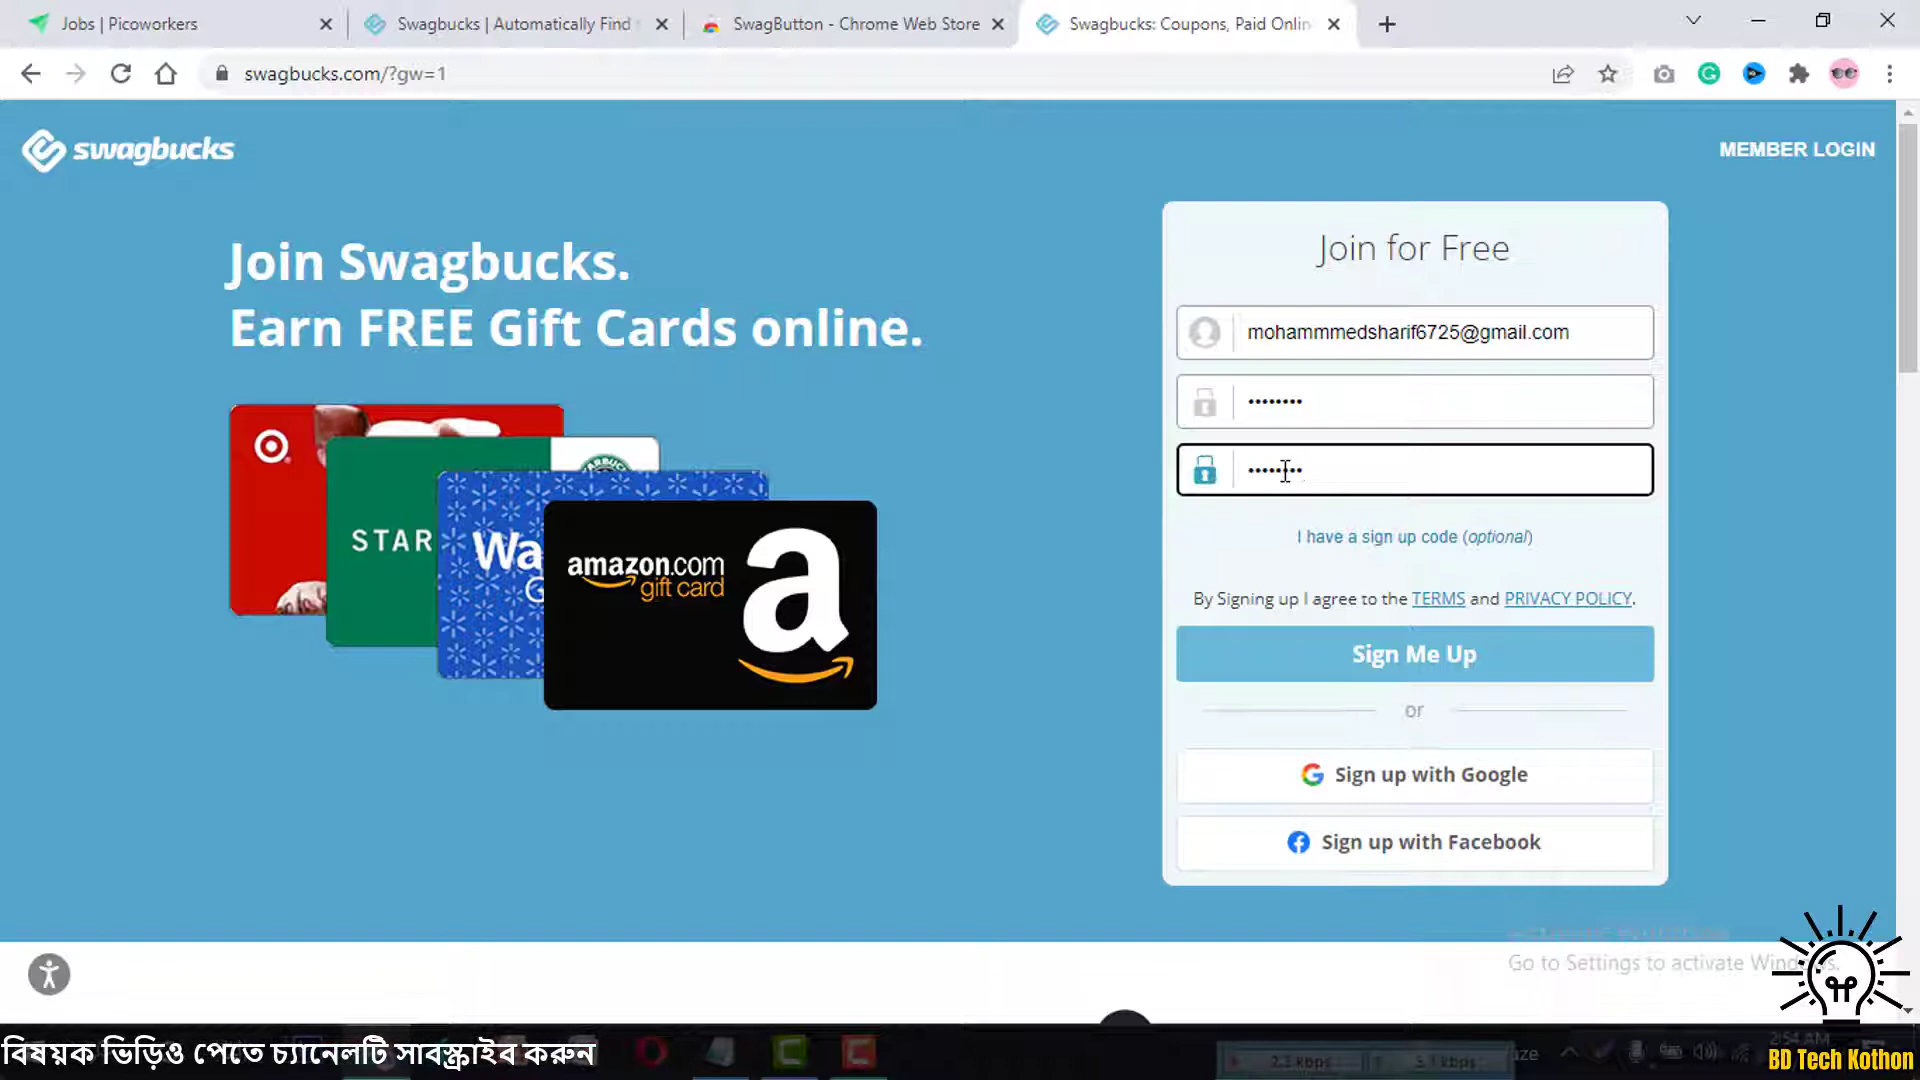 Jobs | Picoworkers
Swagbucks | Automatically Find
SwagButton - Chrome Web Store
Swagbucks: Coupons, Paid Onlin
swagbucks.com/?gw=1
swagbucks
MEMBER LOGIN
Join Swagbucks.
Earn FREE Gift Cards online.
STAR
Wa
G
amazon.com
gift card
a
Join for Free
mohammmedsharif6725@gmail.com
••••••••
••••••••
I have a sign up code (optional)
By Signing up I agree to the TERMS and PRIVACY POLICY.
Sign Me Up
or
Sign up with Google
Sign up with Facebook
Go to Settings to activate Windows.
বিষয়ক ভিডিও পেতে চ্যানেলটি সাবস্ক্রাইব করুন
2:54 AM
BD Tech Kothon